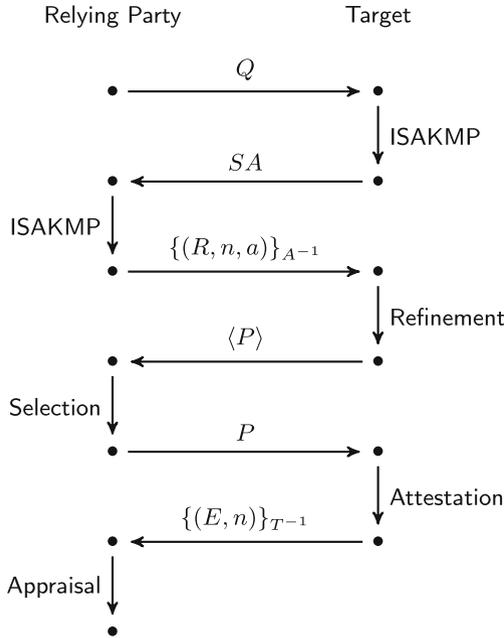 Relying Party Target
Q
ISAKMP
SA
ISAKMP
{(R, n, a)}_{A^{-1}}
Refinement
⟨P⟩
Selection
P
Attestation
{(E, n)}_{T^{-1}}
Appraisal